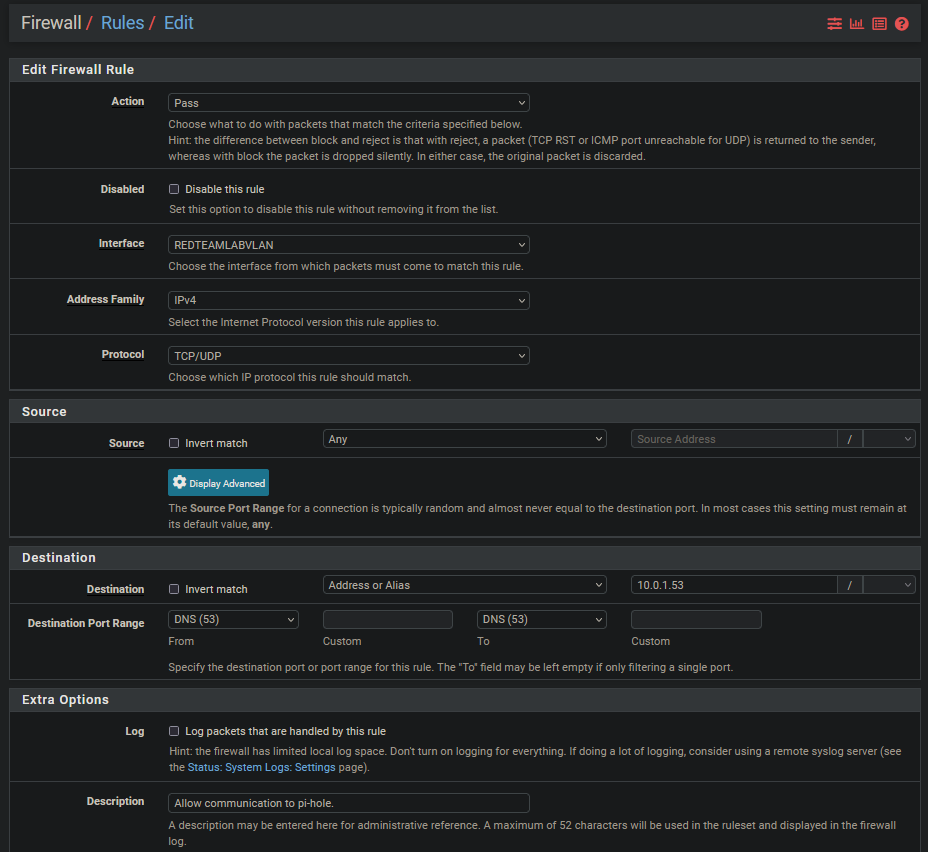 Firewall / Rules / Edit
Edit Firewall Rule
Action
Pass
Choose what to do with packets that match the criteria specified below.
Hint: the difference between block and reject is that with reject, a packet (TCP RST or ICMP port unreachable for UDP) is returned to the sender,
whereas with block the packet is dropped silently. In either case, the original packet is discarded.
Disabled
Disable this rule
Set this option to disable this rule without removing it from the list.
Interface
REDTEAMLABVLAN
Choose the interface from which packets must come to match this rule.
Address Family
IPv4
Select the Internet Protocol version this rule applies to.
Protocol
TCP/UDP
Choose which IP protocol this rule should match.
Source
Source
Invert match
Any
Source Address
/
Display Advanced
The Source Port Range for a connection is typically random and almost never equal to the destination port. In most cases this setting must remain at
its default value, any.
Destination
Destination
Invert match
Address or Alias
10.0.1.53
/
Destination Port Range
DNS (53)
DNS (53)
From
Custom
To
Custom
Specify the destination port or port range for this rule. The "To" field may be left empty if only filtering a single port.
Extra Options
Log
Log packets that are handled by this rule
Hint: the firewall has limited local log space. Don't turn on logging for everything. If doing a lot of logging, consider using a remote syslog server (see
the Status: System Logs: Settings page).
Description
Allow communication to pi-hole.
A description may be entered here for administrative reference. A maximum of 52 characters will be used in the ruleset and displayed in the firewall
log.